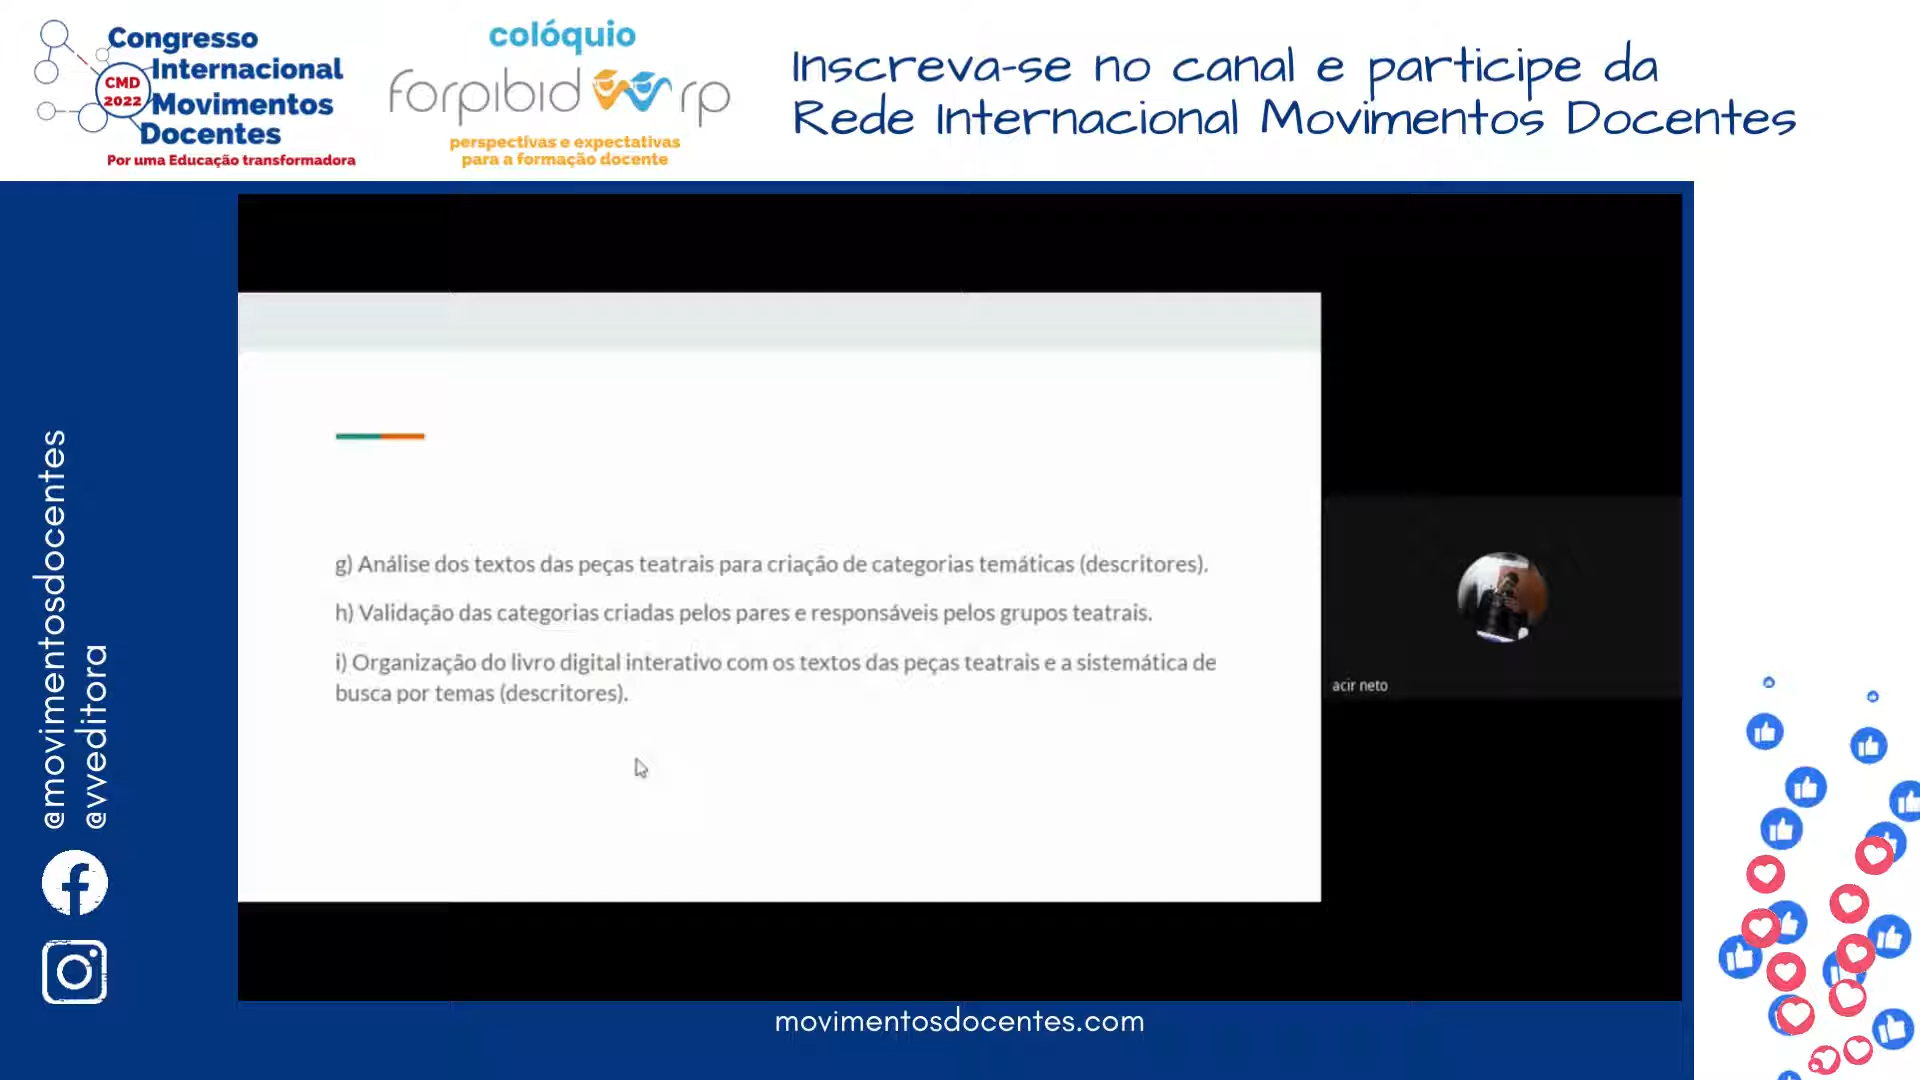 Congresso
Internacional
Movimentos
Docentes
CMD
2022
Por uma Educação transformadora
colóquio
forpibid rp
perspectivas e expectativas
para a formação docente
Inscreva-se no canal e participe da
Rede Internacional Movimentos Docentes
@movimentosdocentes
@vveditora
g) Análise dos textos das peças teatrais para criação de categorias temáticas (descritores).
h) Validação das categorias criadas pelos pares e responsáveis pelos grupos teatrais.
i) Organização do livro digital interativo com os textos das peças teatrais e a sistemática de
busca por temas (descritores).
acir neto
movimentosdocentes.com